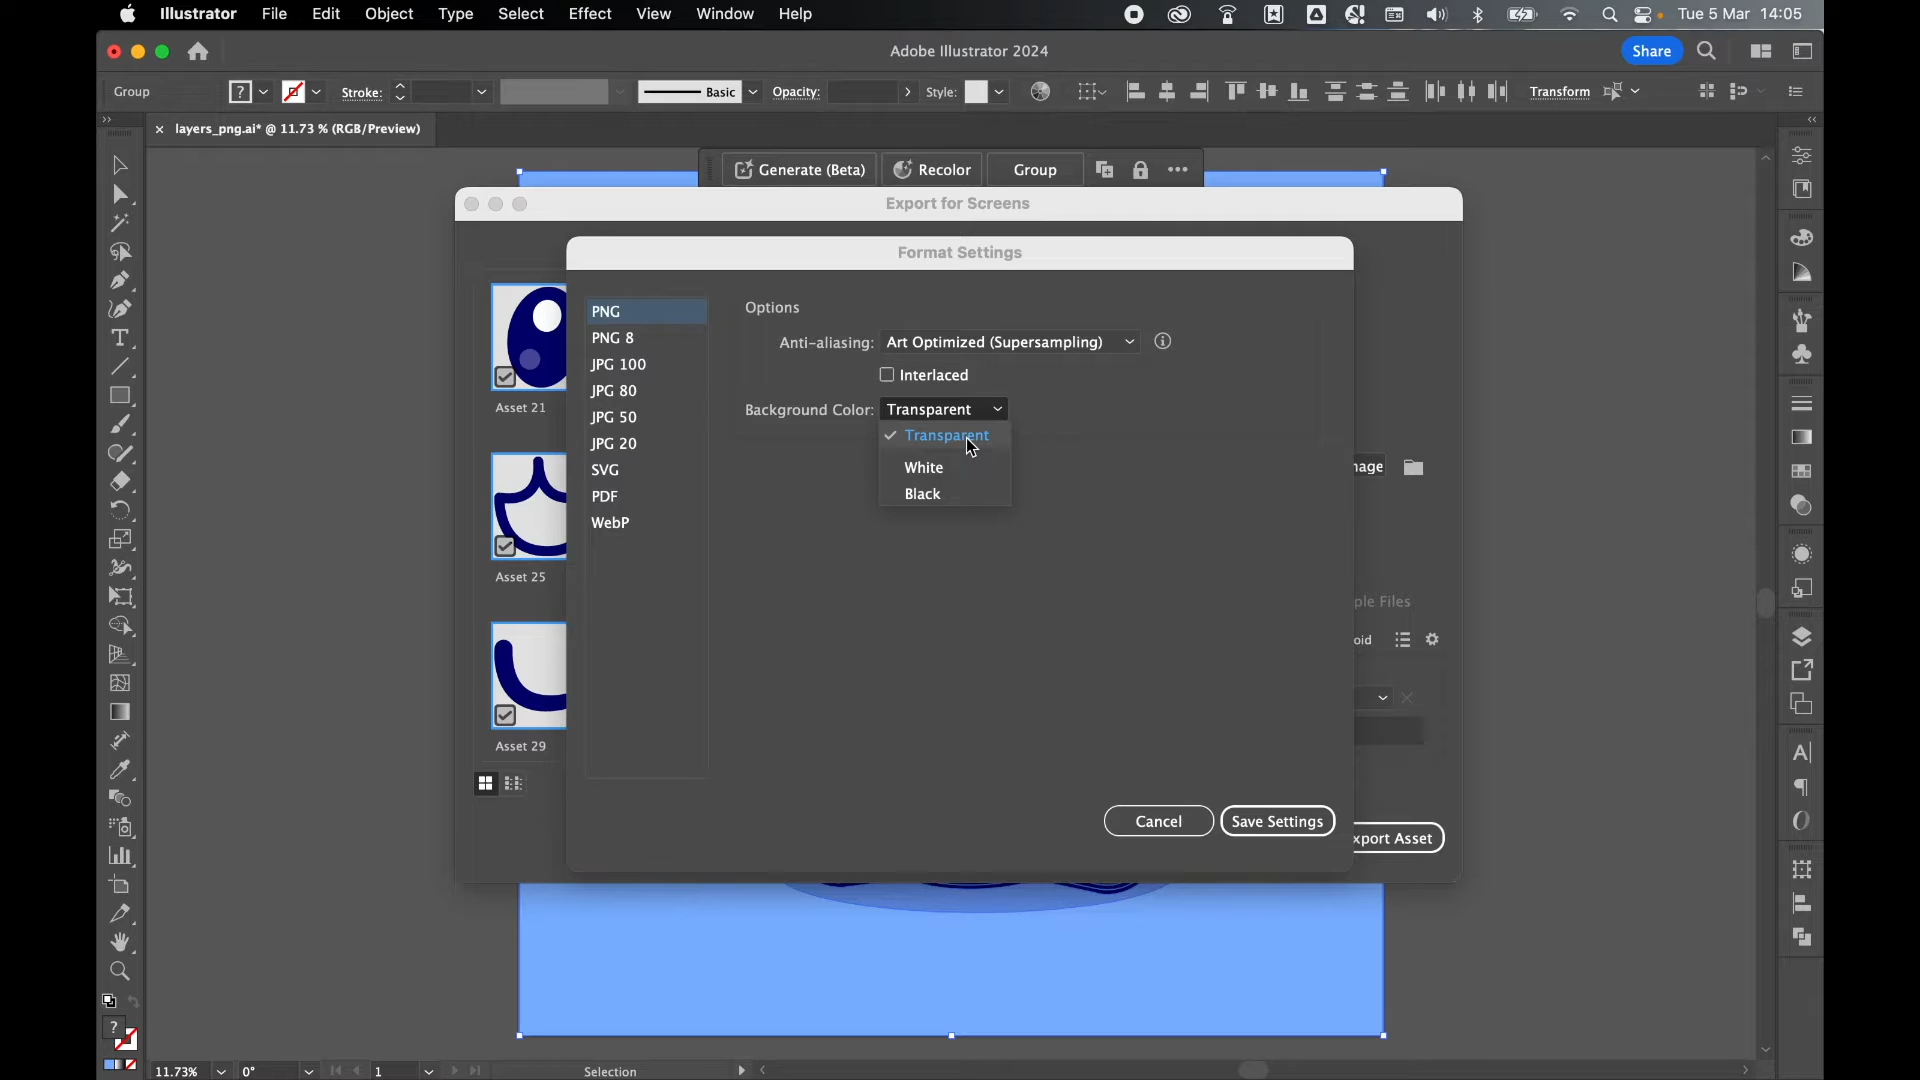 Illustrator File Edit Object Type Select Effect View Window Help Tue 5 Mar 14:05
Adobe Illustrator 2024 Share
Group ? Stroke: Basic Opacity: Style: Transform
× layers_png.ai* @ 11.73 % (RGB/Preview)
Generate (Beta) Recolor Group
Export for Screens
Format Settings
PNG
PNG 8
JPG 100
JPG 80
JPG 50
JPG 20
SVG
PDF
WebP
Options
Anti-aliasing: Art Optimized (Supersampling)
Interlaced
Background Color: Transparent
Transparent
White
Black
Asset 21
Asset 25
Asset 29
mage
ple Files
oid
Cancel Save Settings
xport Asset
?
11.73% 0° 1 Selection